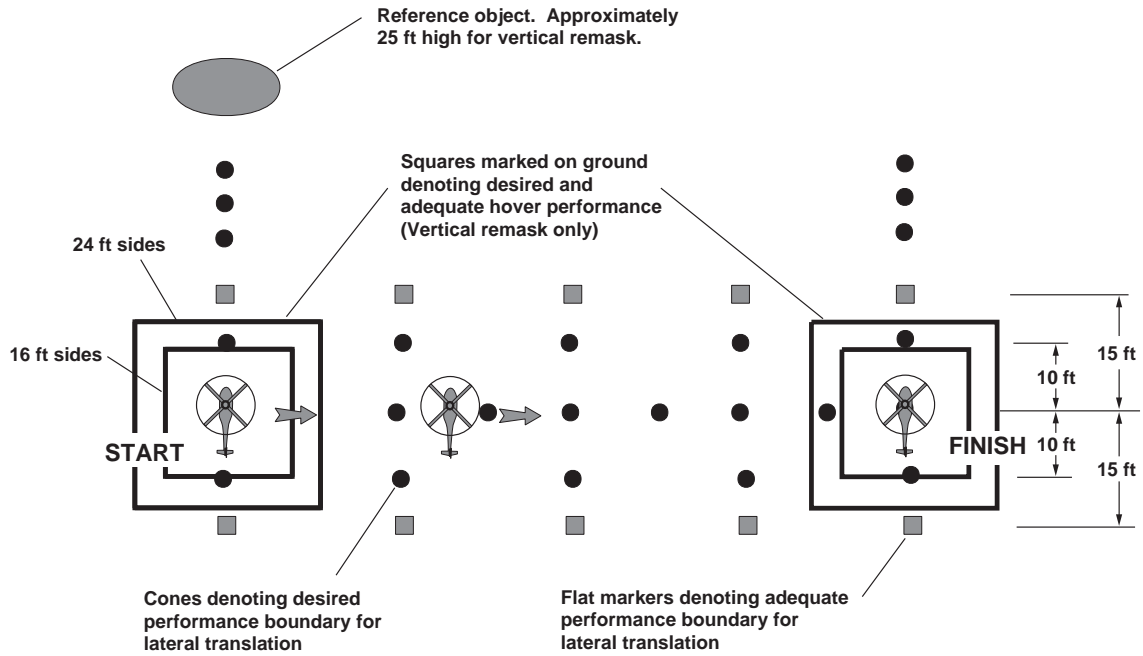 Reference object. Approximately
25 ft high for vertical remask.
Squares marked on ground
denoting desired and
adequate hover performance
(Vertical remask only)
24 ft sides
16 ft sides
START
FINISH
15 ft
10 ft
10 ft
15 ft
Cones denoting desired
performance boundary for
lateral translation
Flat markers denoting adequate
performance boundary for
lateral translation